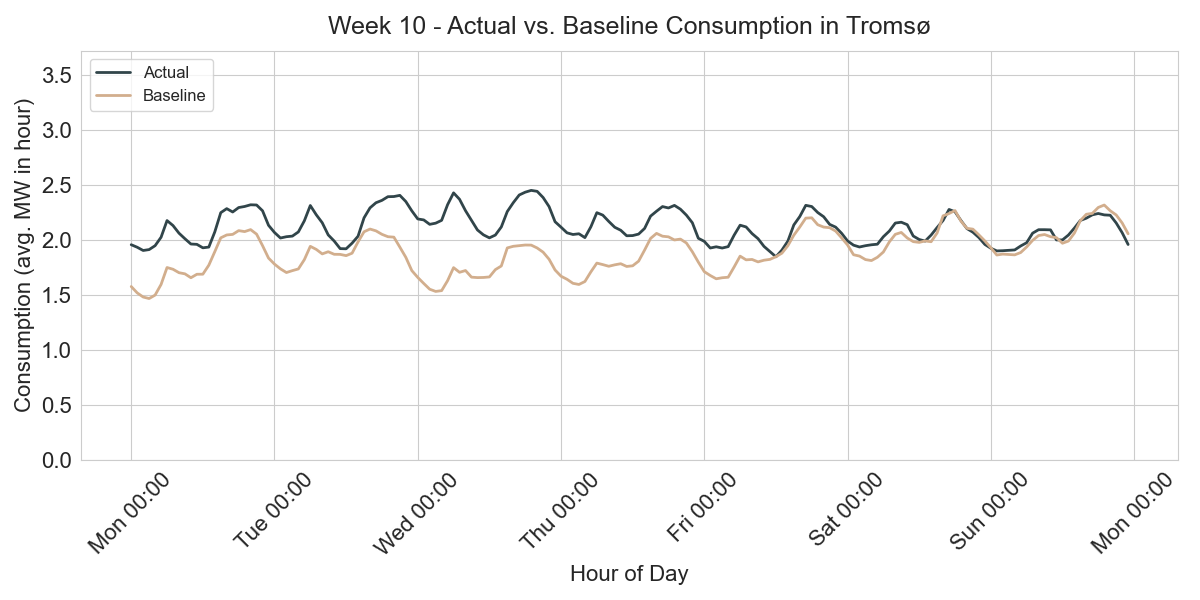 Week 10 - Actual vs. Baseline Consumption in Tromsø
Actual
Baseline
Consumption (avg. MW in hour)
3.5
3.0
2.5
2.0
1.5
1.0
0.5
0.0
Mon 00:00
Tue 00:00
Wed 00:00
Thu 00:00
Fri 00:00
Sat 00:00
Sun 00:00
Mon 00:00
Hour of Day